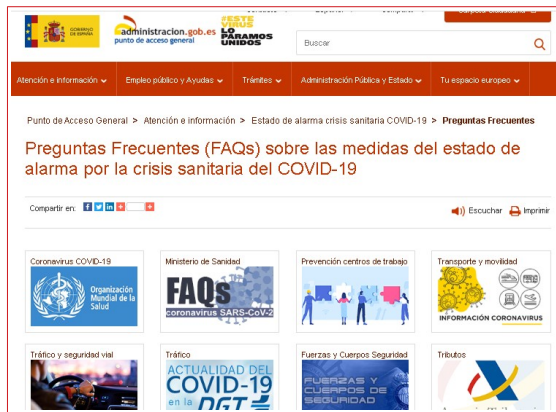 GOBIERNO
DE ESPAÑA
administracion.gob.es
punto de acceso general
#ESTE
VIRUS
LO
PARAMOS
UNIDOS
Buscar
Atención e información
Empleo público y Ayudas
Trámites
Administración Pública y Estado
Tu espacio europeo
Punto de Acceso General > Atención e información > Estado de alarma crisis sanitaria COVID-19 > Preguntas Frecuentes
Preguntas Frecuentes (FAQs) sobre las medidas del estado de
alarma por la crisis sanitaria del COVID-19
Compartir en:
Escuchar
Imprimir
Coronavirus COVID-19
Ministerio de Sanidad
Prevención centros de trabajo
Transporte y movilidad
Organización
Mundial de la
Salud
FAQs
coronavirus SARS-CoV-2
INFORMACIÓN CORONAVIRUS
Tráfico y seguridad vial
Tráfico
Fuerzas y Cuerpos Seguridad
Tributos
ACTUALIDAD DEL
COVID-19
en la DGT
FUERZAS Y
CUERPOS DE
SEGURIDAD